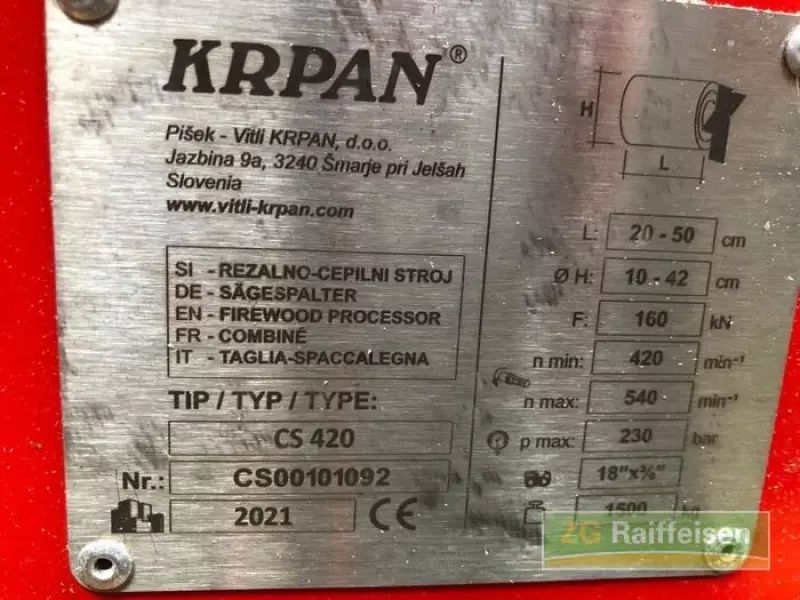 KRPAN®
Pišek - Vitli KRPAN, d.o.o.
Jazbina 9a, 3240 Šmarje pri Jelšah
Slovenia
www.vitli-krpan.com
SI - REZALNO-CEPILNI STROJ
DE - SÄGESPALTER
EN - FIREWOOD PROCESSOR
FR - COMBINÉ
IT - TAGLIA-SPACCALEGNA
TIP / TYP / TYPE:
CS 420
Nr.: CS00101092
2021 CE
H
L
L: 20 - 50 cm
Ø H: 10 - 42 cm
F: 160 kN
n min: 420 min⁻¹
n max: 540 min⁻¹
p max: 230 bar
18"x⅜"
1500 kg
ZG Raiffeisen